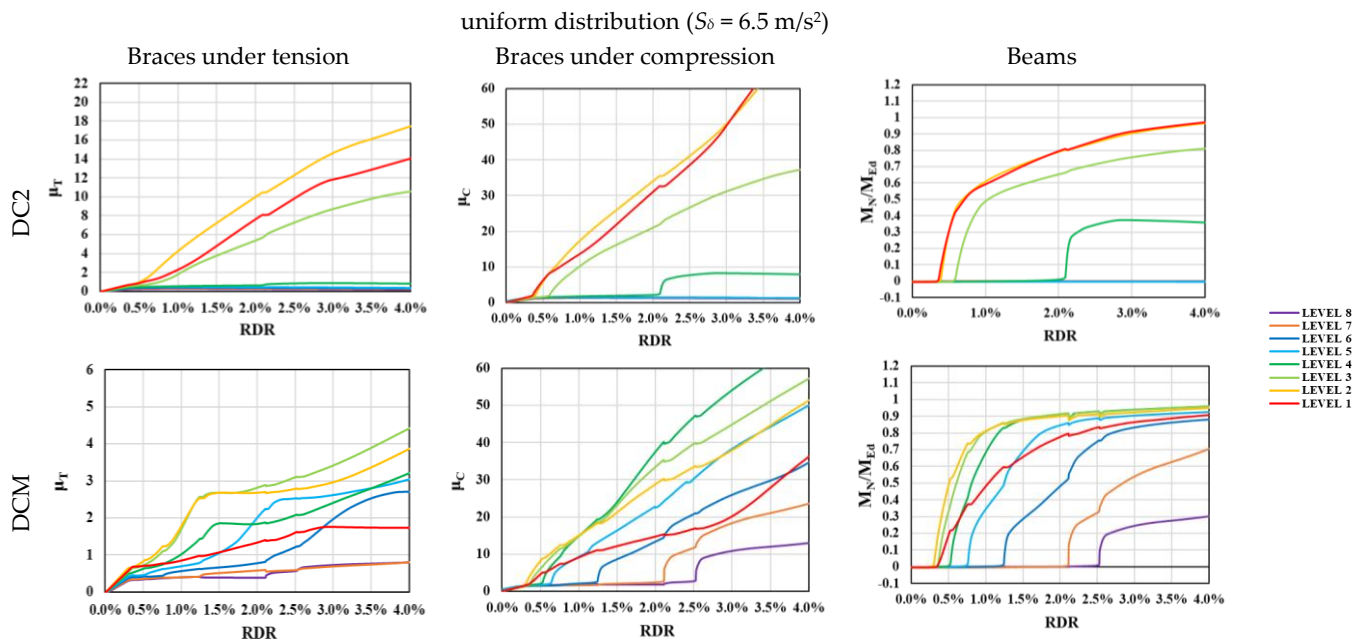 uniform distribution (Sδ = 6.5 m/s²)
Braces under tension
Braces under compression
Beams
DC2
μT
22
20
18
16
14
12
10
8
6
4
2
0
0.0% 0.5% 1.0% 1.5% 2.0% 2.5% 3.0% 3.5% 4.0%
RDR
μC
60
50
40
30
20
10
0
0.0% 0.5% 1.0% 1.5% 2.0% 2.5% 3.0% 3.5% 4.0%
RDR
MN/MEd
1.2
1.1
1
0.9
0.8
0.7
0.6
0.5
0.4
0.3
0.2
0.1
0
-0.1
0.0% 1.0% 2.0% 3.0% 4.0%
RDR
DCM
μT
6
5
4
3
2
1
0
0.0% 0.5% 1.0% 1.5% 2.0% 2.5% 3.0% 3.5% 4.0%
RDR
μC
60
50
40
30
20
10
0
0.0% 0.5% 1.0% 1.5% 2.0% 2.5% 3.0% 3.5% 4.0%
RDR
MN/MEd
1.2
1.1
1
0.9
0.8
0.7
0.6
0.5
0.4
0.3
0.2
0.1
0
-0.1
0.0% 0.5% 1.0% 1.5% 2.0% 2.5% 3.0% 3.5% 4.0%
RDR
LEVEL 8
LEVEL 7
LEVEL 6
LEVEL 5
LEVEL 4
LEVEL 3
LEVEL 2
LEVEL 1